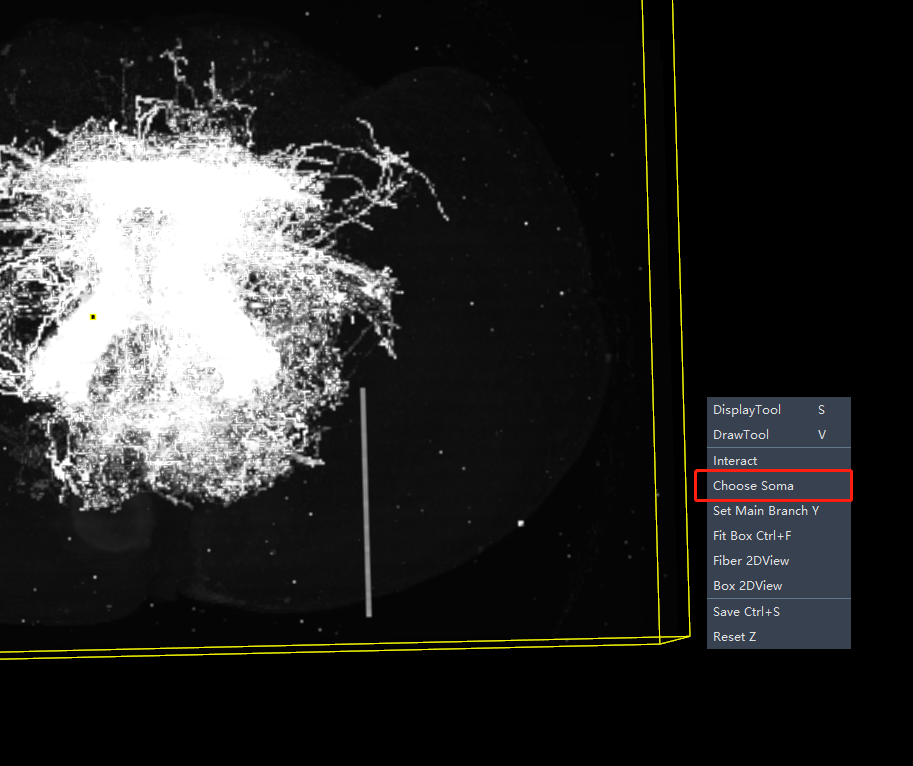 DisplayTool S
DrawTool V
Interact
Choose Soma
Set Main Branch Y
Fit Box Ctrl+F
Fiber 2DView
Box 2DView
Save Ctrl+S
Reset Z